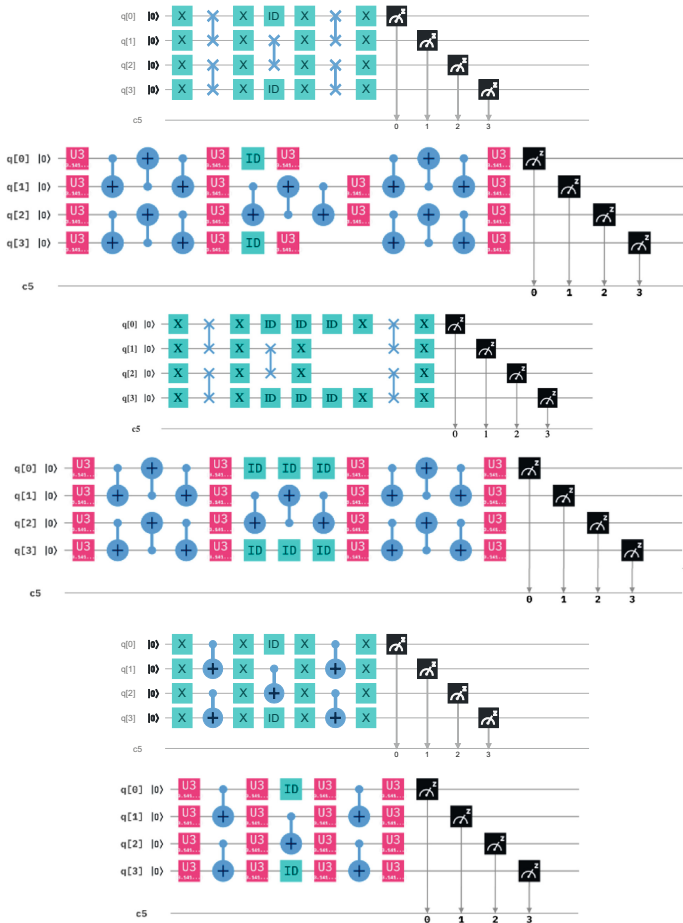 q[0] |0⟩ X X ID X X
q[1] |0⟩ X X X X
q[2] |0⟩ X X X X
q[3] |0⟩ X X ID X X
c5 0 1 2 3
q[0] |0⟩ U3 U3 ID U3 U3 z
q[1] |0⟩ U3 U3 U3 U3 z
q[2] |0⟩ U3 U3 U3 U3 z
q[3] |0⟩ U3 U3 ID U3 U3 z
c5 0 1 2 3
q[0] |0⟩ X X ID ID ID X X z
q[1] |0⟩ X X X X z
q[2] |0⟩ X X X X z
q[3] |0⟩ X X ID ID ID X X z
c5 0 1 2 3
q[0] |0⟩ U3 U3 ID ID ID U3 U3 z
q[1] |0⟩ U3 U3 U3 U3 z
q[2] |0⟩ U3 U3 U3 U3 z
q[3] |0⟩ U3 U3 ID ID ID U3 U3 z
c5 0 1 2 3
q[0] |0⟩ X X ID X X
q[1] |0⟩ X X X X
q[2] |0⟩ X X X X
q[3] |0⟩ X X ID X X
c5 0 1 2 3
q[0] |0⟩ U3 U3 ID U3 U3 z
q[1] |0⟩ U3 U3 U3 U3 z
q[2] |0⟩ U3 U3 U3 U3 z
q[3] |0⟩ U3 U3 ID U3 U3 z
c5 0 1 2 3